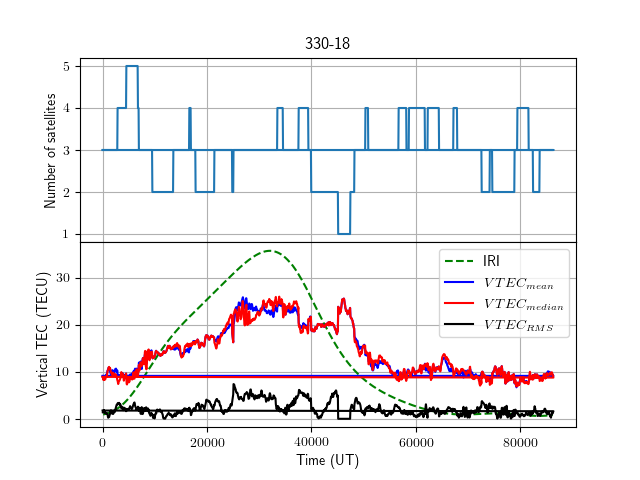 330-18
Number of satellites
5
4
3
2
1
Vertical TEC (TECU)
30
20
10
0
IRI
VTEC_mean
VTEC_median
VTEC_RMS
0 20000 40000 60000 80000
Time (UT)